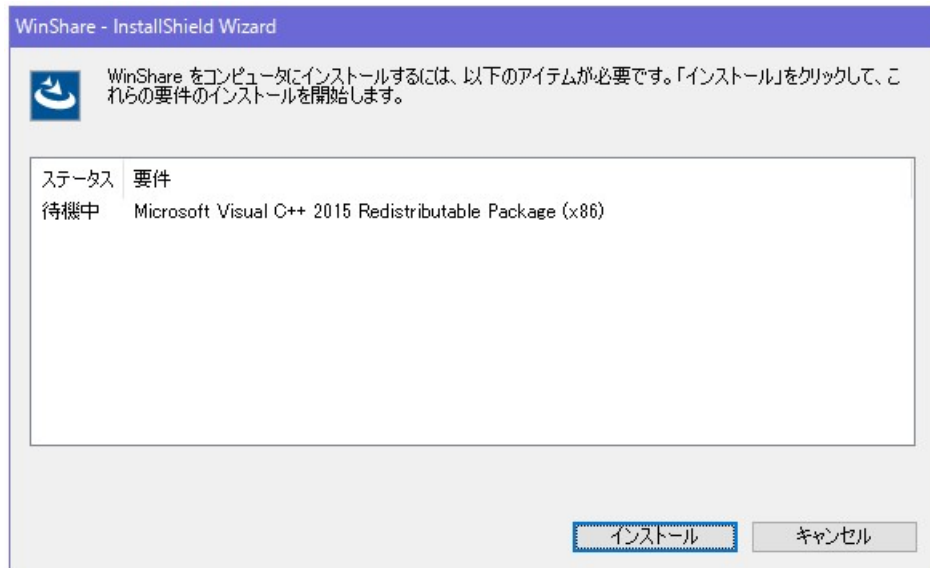 WinShare - InstallShield Wizard
WinShare をコンピュータにインストールするには、以下のアイテムが必要です。「インストール」をクリックして、こ
れらの要件のインストールを開始します。
ステータス 要件
待機中 Microsoft Visual C++ 2015 Redistributable Package (x86)
インストール キャンセル